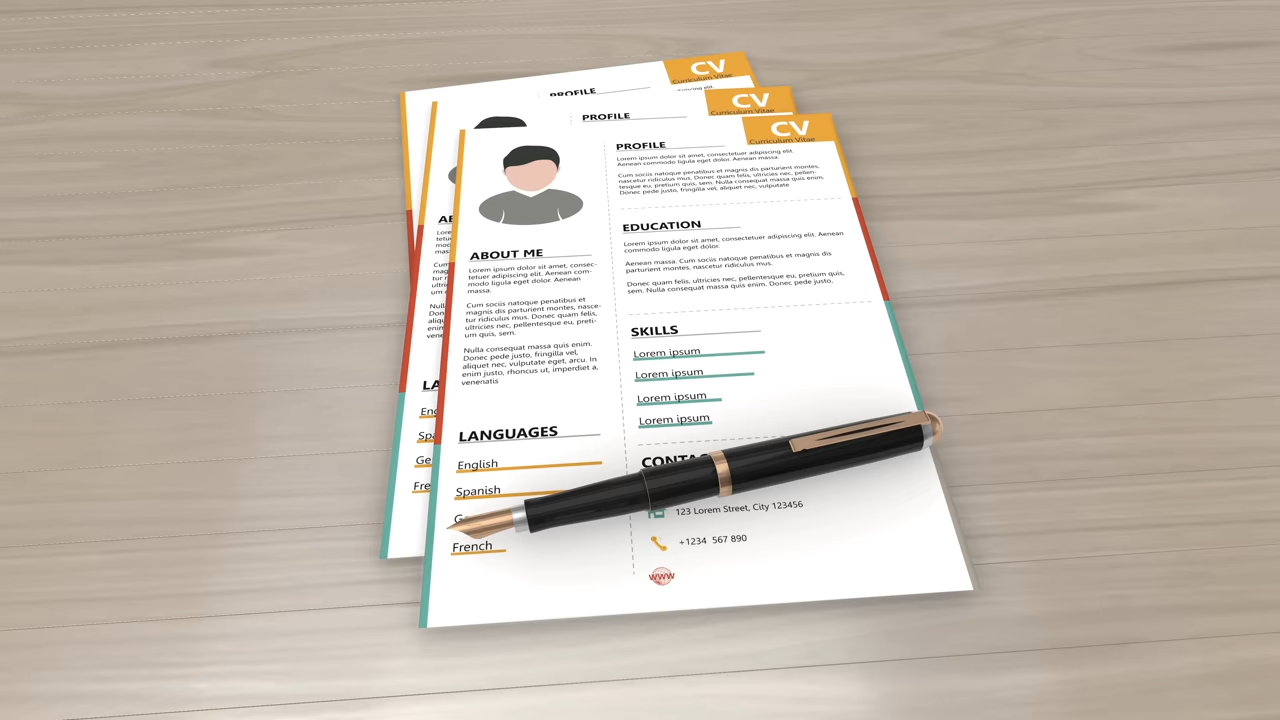 PROFILE
CV
Curriculum Vitae
PROFILE
CV
Curriculum Vitae
CV
Curriculum Vitae
PROFILE
Lorem ipsum dolor sit amet, consectetuer adipiscing elit.
Aenean commodo ligula eget dolor. Aenean massa.
Cum sociis natoque penatibus et magnis dis parturient montes,
nascetur ridiculus mus. Donec quam felis, ultricies nec, pellen-
tesque eu, pretium quis, sem. Nulla consequat massa quis enim.
Donec pede justo, fringilla vel, aliquet nec, vulputate
EDUCATION
Lorem ipsum dolor sit amet, consectetuer adipiscing elit. Aenean
commodo ligula eget dolor.
Aenean massa. Cum sociis natoque penatibus et magnis dis
parturient montes, nascetur ridiculus mus.
Donec quam felis, ultricies nec, pellentesque eu, pretium quis,
sem. Nulla consequat massa quis enim. Donec pede justo,
SKILLS
Lorem ipsum
Lorem ipsum
Lorem ipsum
Lorem ipsum
123 Lorem Street, City 123456
+1234 567 890
www
ABOUT ME
Lorem ipsum dolor sit amet, consec-
tetuer adipiscing elit. Aenean com-
modo ligula eget dolor. Aenean
massa.
Cum sociis natoque penatibus et
magnis dis parturient montes, nasce-
tur ridiculus mus. Donec quam felis,
ultricies nec, pellentesque eu, preti-
um quis, sem.
Nulla consequat massa quis enim.
Donec pede justo, fringilla vel,
aliquet nec, vulputate eget, arcu. In
enim justo, rhoncus ut, imperdiet a,
venenatis
LANGUAGES
English
Spanish
French